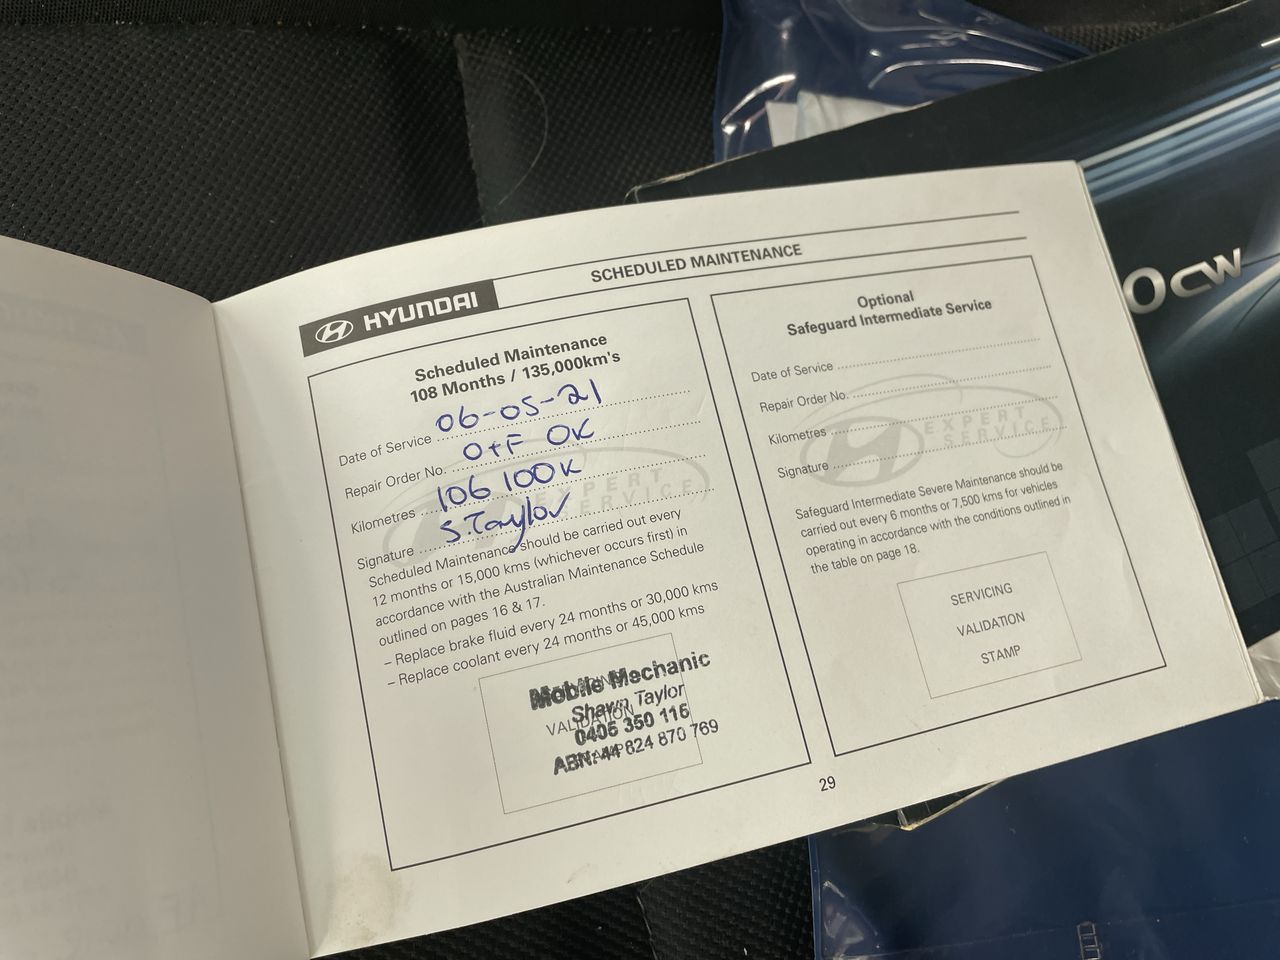 HYUNDAI
SCHEDULED MAINTENANCE
Scheduled Maintenance
108 Months / 135,000km's
Date of Service 06-05-21
Repair Order No. O+F OK
Kilometres 106 100K
Signature S.Taylor
EXPERT
SERVICE
Scheduled Maintenance should be carried out every
12 months or 15,000 kms (whichever occurs first) in
accordance with the Australian Maintenance Schedule
outlined on pages 16 & 17.
– Replace brake fluid every 24 months or 30,000 kms
– Replace coolant every 24 months or 45,000 kms
Mobile Mechanic
Shawn Taylor
VALIDATION
0405 350 116
ABN: 44 824 870 769
Optional
Safeguard Intermediate Service
Date of Service
Repair Order No.
Kilometres
Signature
EXPERT
SERVICE
Safeguard Intermediate Severe Maintenance should be
carried out every 6 months or 7,500 kms for vehicles
operating in accordance with the conditions outlined in
the table on page 18.
SERVICING
VALIDATION
STAMP
29
0cw